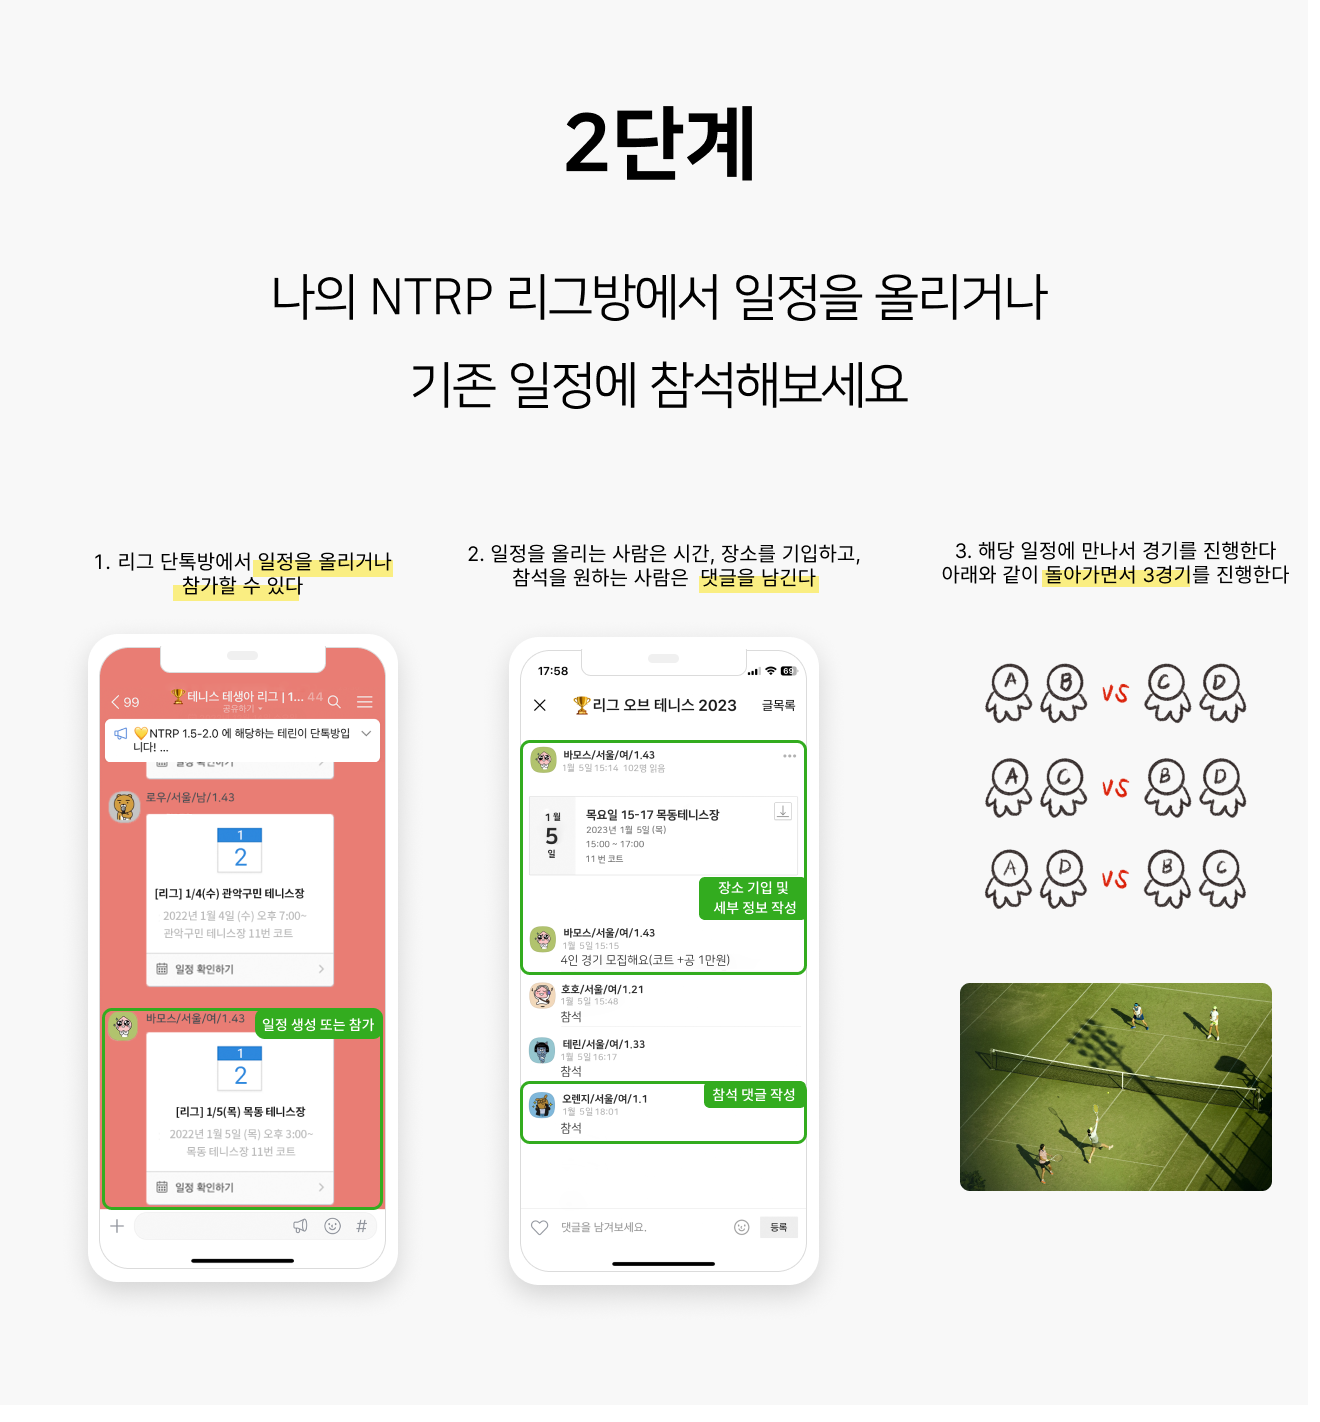 2단계
나의 NTRP 리그방에서 일정을 올리거나
기존 일정에 참석해보세요
1. 리그 단톡방에서 일정을 올리거나
참가할 수 있다
99
🏆테니스 테생아 리그 | 1... 44
공유하기
💛NTRP 1.5-2.0 에 해당하는 테린이 단톡방입
니다! ...
일정 확인하기
로우/서울/남/1.43
1
2
[리그] 1/4(수) 관악구민 테니스장
2022년 1월 4일 (수) 오후 7:00~
관악구민 테니스장 11번 코트
일정 확인하기
바모스/서울/여/1.43
일정 생성 또는 참가
1
2
[리그] 1/5(목) 목동 테니스장
2022년 1월 5일 (목) 오후 3:00~
목동 테니스장 11번 코트
일정 확인하기
#
2. 일정을 올리는 사람은 시간, 장소를 기입하고,
참석을 원하는 사람은 댓글을 남긴다
17:58
69
🏆리그 오브 테니스 2023
글목록
바모스/서울/여/1.43
1월 5일 15:14 102명 읽음
1월
5
일
목요일 15-17 목동테니스장
2023년 1월 5일 (목)
15:00 ~ 17:00
11 번 코트
장소 기입 및
세부 정보 작성
바모스/서울/여/1.43
1월 5일 15:15
4인 경기 모집해요(코트 +공 1만원)
호호/서울/여/1.21
1월 5일 15:48
참석
테린/서울/여/1.33
1월 5일 16:17
참석
오렌지/서울/여/1.1
참석 댓글 작성
1월 5일 18:01
참석
댓글을 남겨보세요.
등록
3. 해당 일정에 만나서 경기를 진행한다
아래와 같이 돌아가면서 3경기를 진행한다
A B VS C D
A C VS B D
A D VS B C